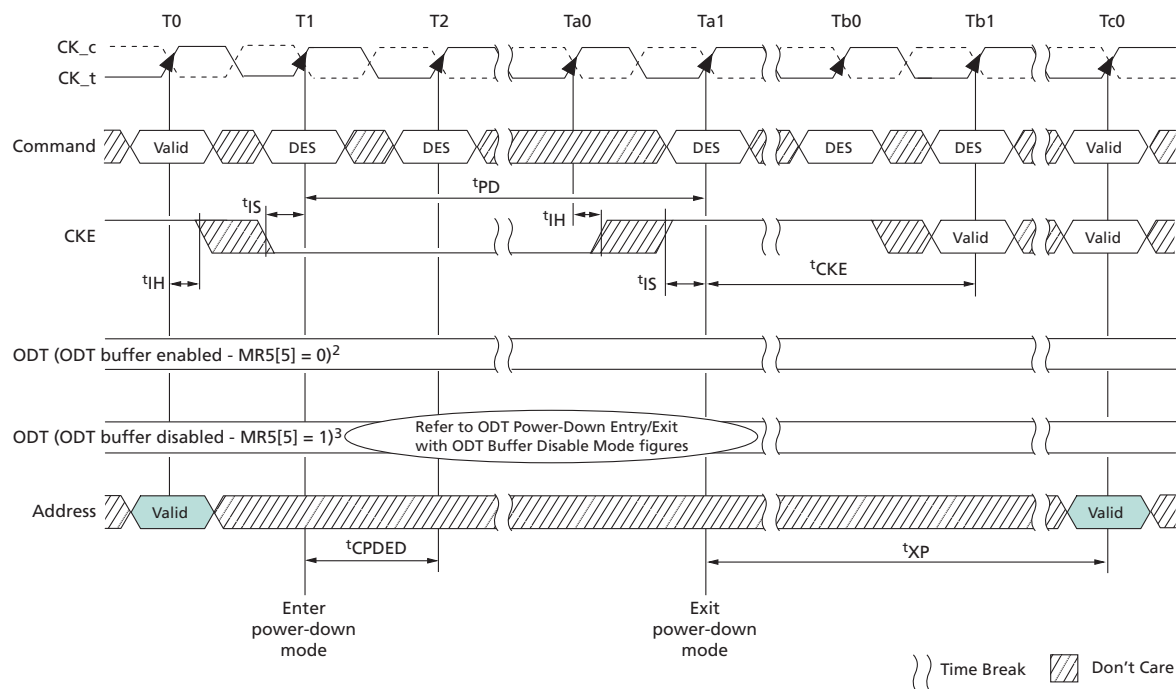 T0 T1 T2 Ta0 Ta1 Tb0 Tb1 Tc0
CK_c
CK_t
Command Valid DES DES DES DES DES Valid
tPD
tIS tIH
CKE Valid Valid
tCKE
tIH tIS
ODT (ODT buffer enabled - MR5[5] = 0)2
ODT (ODT buffer disabled - MR5[5] = 1)3
Refer to ODT Power-Down Entry/Exit
with ODT Buffer Disable Mode figures
Address Valid Valid
tCPDED tXP
Enter
power-down
mode
Exit
power-down
mode
Time Break Don't Care